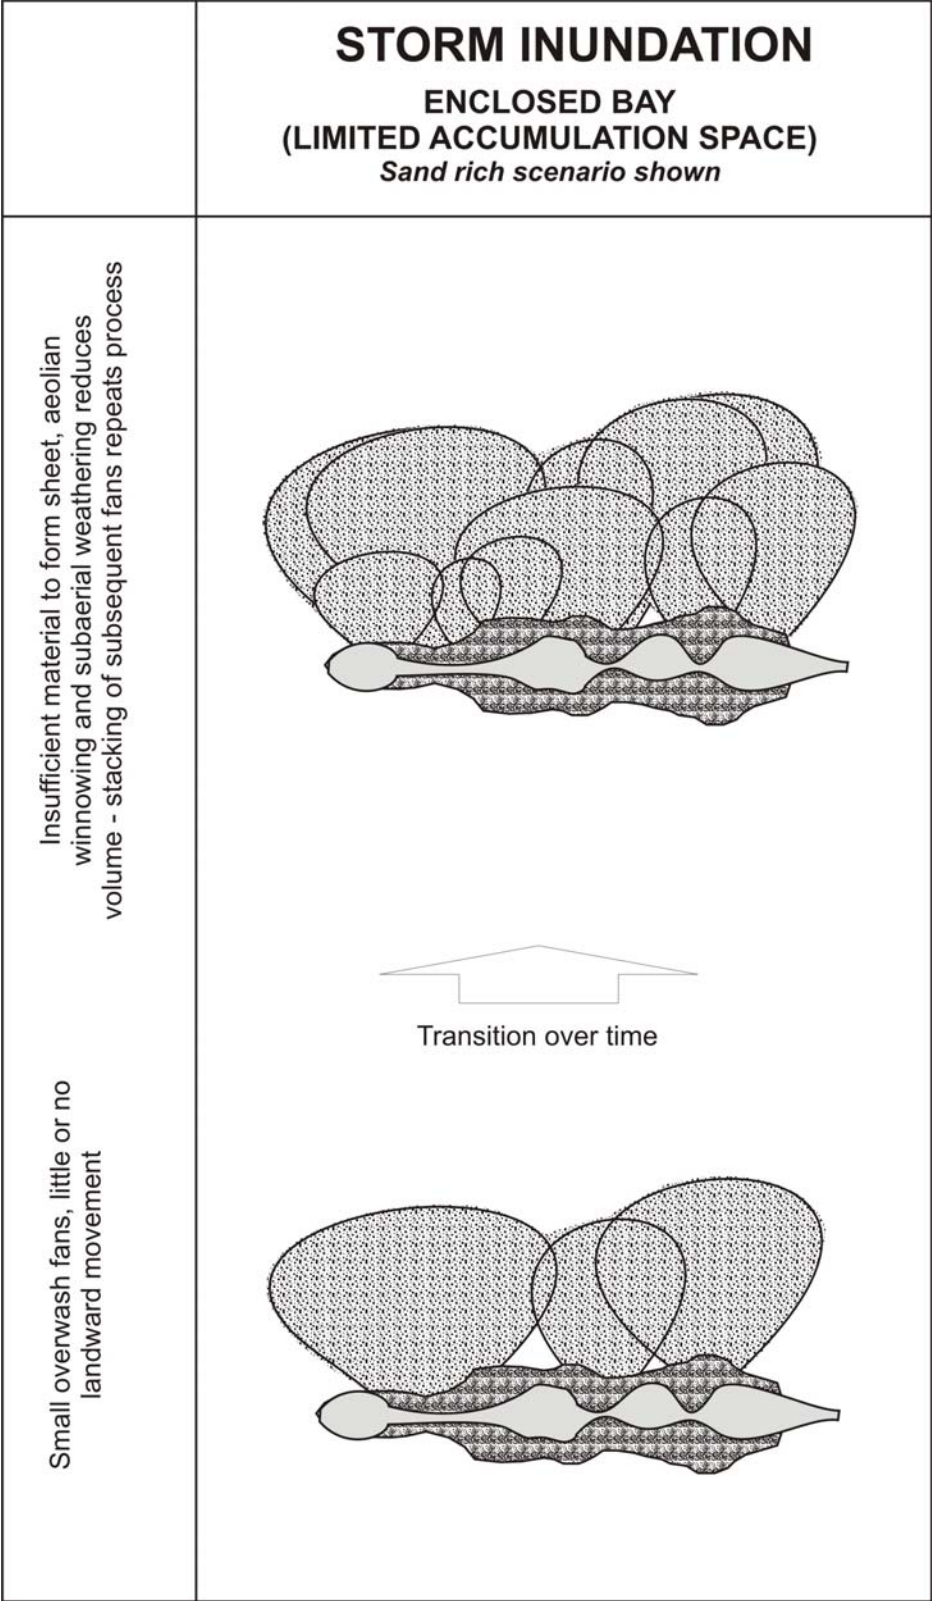 STORM INUNDATION
ENCLOSED BAY
(LIMITED ACCUMULATION SPACE)
Sand rich scenario shown
Insufficient material to form sheet, aeolian
winnowing and subaerial weathering reduces
volume - stacking of subsequent fans repeats process
Transition over time
Small overwash fans, little or no
landward movement